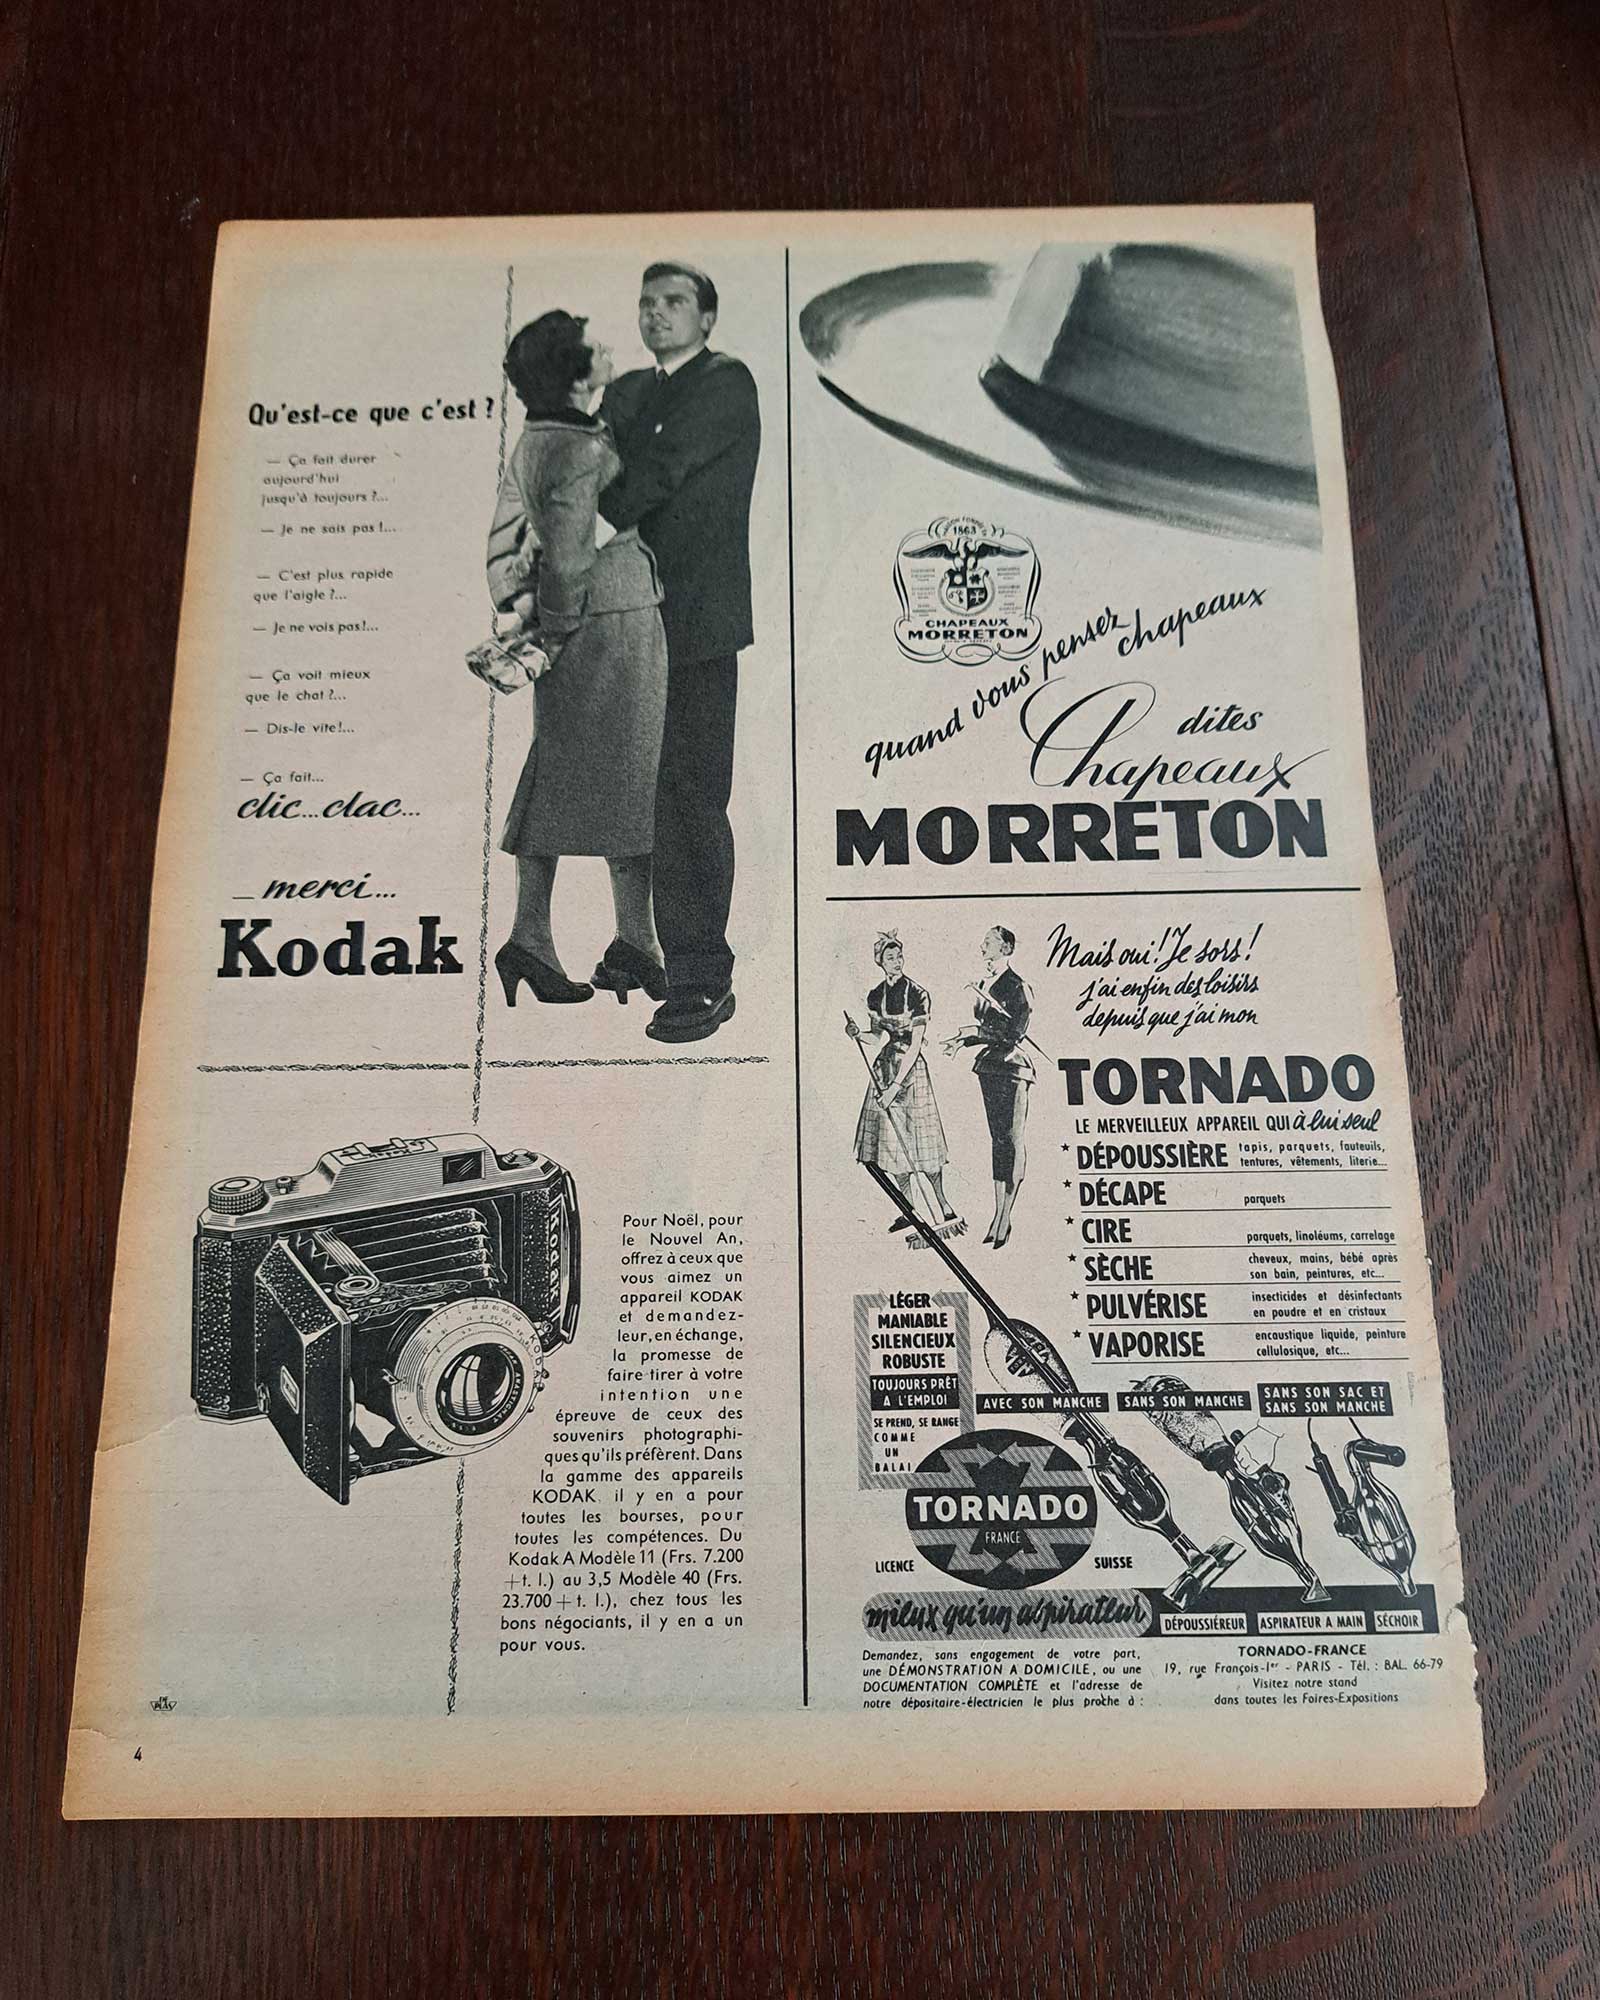 Qu'est-ce que c'est ?
— Ça fait durer
aujourd'hui
jusqu'à toujours ?...
— Je ne sais pas !...
— C'est plus rapide
que l'aigle ?...
— Je ne vois pas !...
— Ça voit mieux
que le chat ?...
— Dis-le vite !...
— Ça fait...
clic...clac...
— merci...
Kodak
Kodak
Kodak
KODAK
ANASTIGMAT
Pour Noël, pour
le Nouvel An,
offrez à ceux que
vous aimez un
appareil KODAK
et demandez-
leur, en échange,
la promesse de
faire tirer à votre
intention une
épreuve de ceux des
souvenirs photographi-
ques qu'ils préfèrent. Dans
la gamme des appareils
KODAK il y en a pour
toutes les bourses, pour
toutes les compétences. Du
Kodak A Modèle 11 (Frs. 7.200
+ t. l.) au 3,5 Modèle 40 (Frs.
23.700 + t. l.), chez tous les
bons négociants, il y en a un
pour vous.
4
1863
CHAPEAUX
MORRETON
quand vous pensez
chapeaux
dites
Chapeaux
MORRETON
Mais oui ! Je sors !
j'ai enfin des loisirs
depuis que j'ai mon
TORNADO
LE MERVEILLEUX APPAREIL QUI à lui seul
* DÉPOUSSIÈRE tapis, parquets, fauteuils,
tentures, vêtements, literie...
* DÉCAPE parquets
* CIRE parquets, linoléums, carrelage
* SÈCHE cheveux, mains, bébé après
son bain, peintures, etc...
* PULVÉRISE insecticides et désinfectants
en poudre et en cristaux
* VAPORISE encaustique liquide, peinture
cellulosique, etc...
LÉGER
MANIABLE
SILENCIEUX
ROBUSTE
TOUJOURS PRÊT
A L'EMPLOI
SE PREND, SE RANGE
COMME
UN
BALAI
AVEC SON MANCHE
SANS SON MANCHE
SANS SON SAC ET
SANS SON MANCHE
TORNADO
FRANCE
LICENCE SUISSE
mieux qu'un aspirateur
DÉPOUSSIÉREUR ASPIRATEUR A MAIN SÉCHOIR
Demandez, sans engagement de votre part,
une DÉMONSTRATION A DOMICILE, ou une
DOCUMENTATION COMPLÈTE et l'adresse de
notre dépositaire-électricien le plus proche à :
TORNADO-FRANCE
19, rue François-Iᵉʳ - PARIS - Tél. : BAL. 66-79
Visitez notre stand
dans toutes les Foires-Expositions